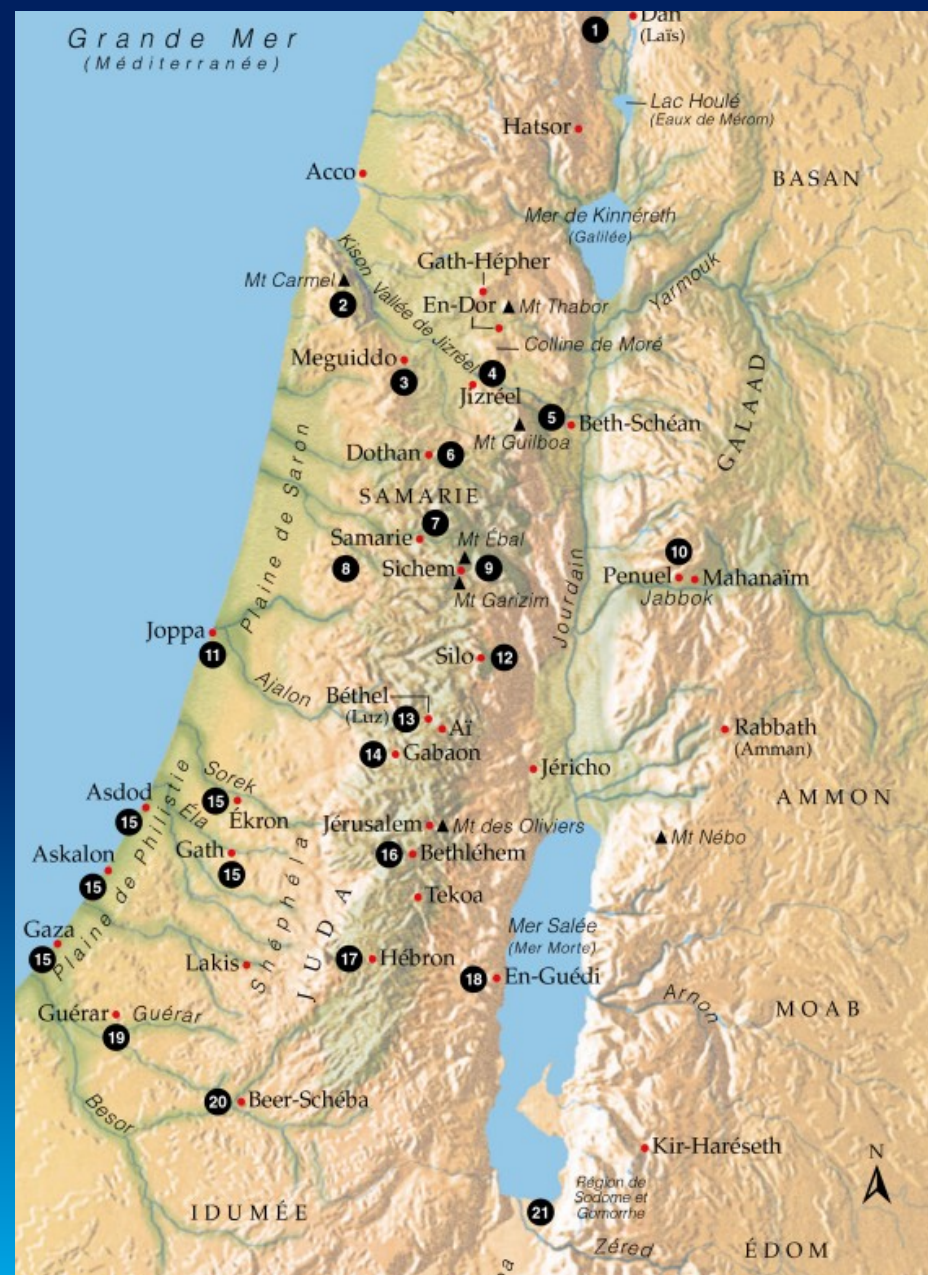 Grande Mer
(Méditerranée)
1
Dan
(Laïs)
Lac Houlé
(Eaux de Mérom)
Hatsor
BASAN
Acco
Mer de Kinnéreth
(Galilée)
Kison
Gath-Hépher
Yarmouk
Mt Carmel
2
Vallée de Jizréel
En-Dor
Mt Thabor
Colline de Moré
Meguiddo
3
4
Jizréel
GALAAD
5
Beth-Schéan
Mt Guilboa
Dothan
6
Plaine de Saron
SAMARIE
7
Samarie
Mt Ébal
8
Sichem
9
Mt Garizim
10
Penuel
Mahanaïm
Jabbok
Jourdain
Joppa
11
Silo
12
Ajalon
Béthel
(Luz)
13
Aï
Rabbath
(Amman)
14
Gabaon
Jéricho
Sorek
Asdod
15
15
Ékron
Éla
AMMON
Jérusalem
Mt des Oliviers
Mt Nébo
Plaine de Philistie
Askalon
15
Gath
15
16
Bethléhem
Shéphéla
JUDA
Tekoa
Gaza
15
Mer Salée
(Mer Morte)
Lakis
17
Hébron
18
En-Guédi
Arnon
MOAB
Guérar
Guérar
19
Besor
20
Beer-Schéba
Kir-Haréseth
N
Région de
Sodome et
Gomorrhe
21
IDUMÉE
Zéred
ÉDOM